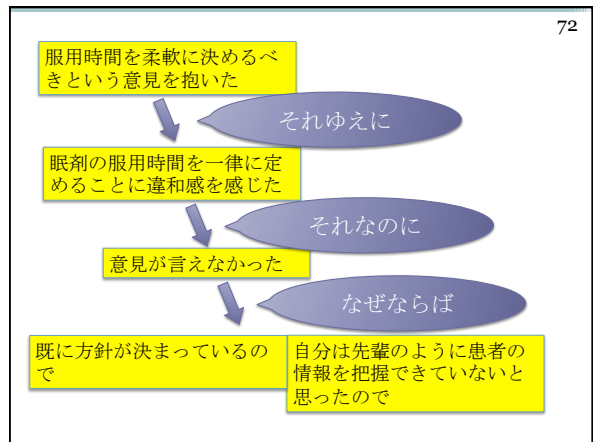 72
服用時間を柔軟に決めるべ
きという意見を抱いた
それゆえに
眠剤の服用時間を一律に定
めることに違和感を感じた
それなのに
意見が言えなかった
なぜならば
既に方針が決まっているの
で
自分は先輩のように患者の
情報を把握できていないと
思ったので